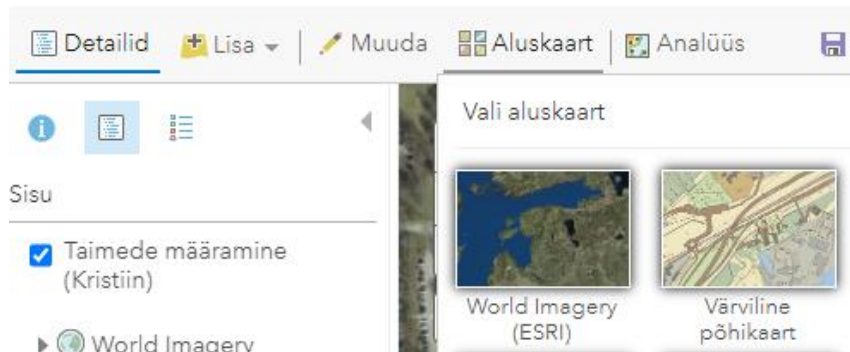 Detailid Lisa Muuda Aluskaart Analüüs
Vali aluskaart
Sisu
Taimede määramine
(Kristiin)
World Imagery
World Imagery
(ESRI)
Värviline
põhikaart